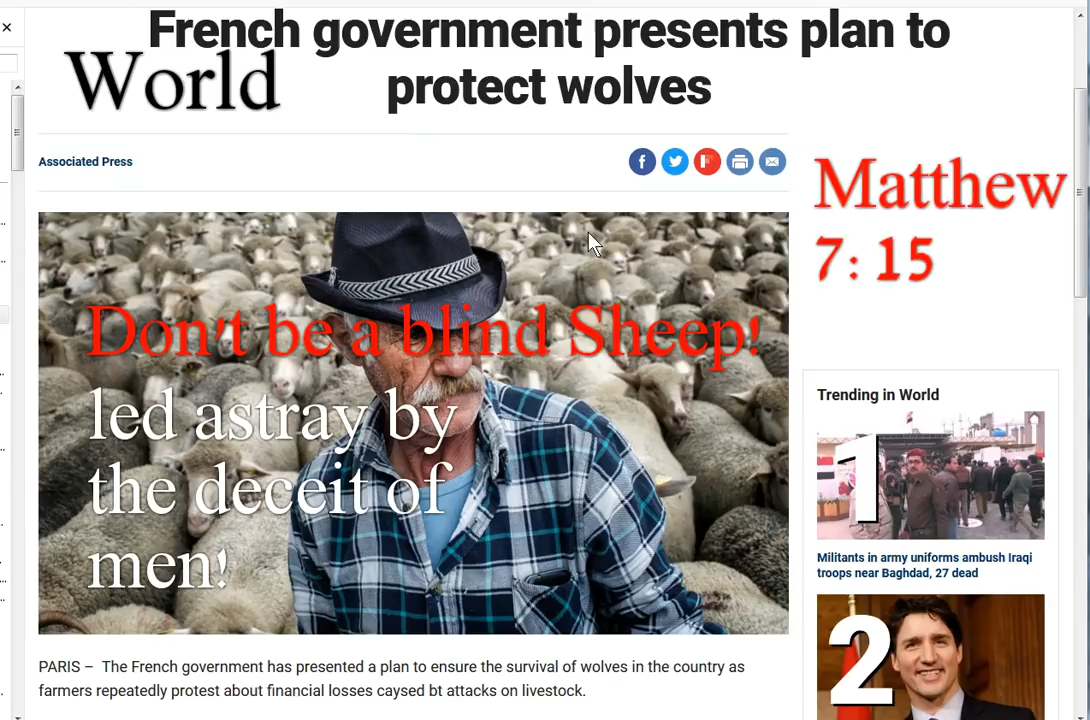 French government presents plan to
protect wolves
World
Associated Press
Matthew
7:15
Don't be a blind Sheep!
led astray by
the deceit of
men!
Trending in World
1
Militants in army uniforms ambush Iraqi
troops near Baghdad, 27 dead
2
PARIS – The French government has presented a plan to ensure the survival of wolves in the country as
farmers repeatedly protest about financial losses caysed bt attacks on livestock.